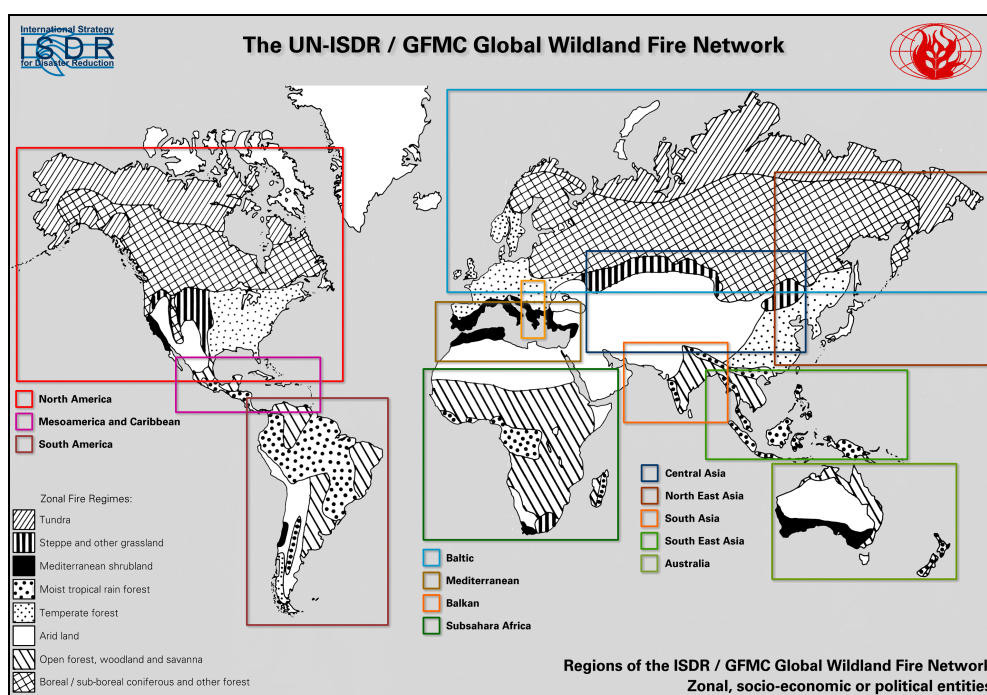 International Strategy
ISDR
for Disaster Reduction
The UN-ISDR / GFMC Global Wildland Fire Network
North America
Mesoamerica and Caribbean
South America
Zonal Fire Regimes:
Tundra
Steppe and other grassland
Mediterranean shrubland
Moist tropical rain forest
Temperate forest
Arid land
Open forest, woodland and savanna
Boreal / sub-boreal coniferous and other forest
Baltic
Mediterranean
Balkan
Subsahara Africa
Central Asia
North East Asia
South Asia
South East Asia
Australia
Regions of the ISDR / GFMC Global Wildland Fire Network
Zonal, socio-economic or political entities